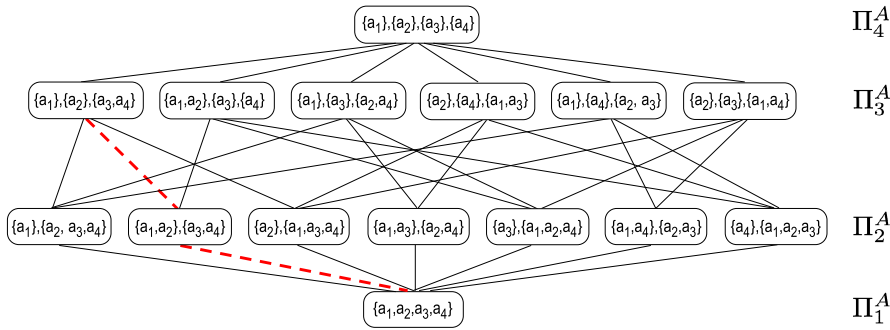 {a₁},{a₂},{a₃},{a₄} Π₄ᴬ
{a₁},{a₂},{a₃,a₄} {a₁,a₂},{a₃},{a₄} {a₁},{a₃},{a₂,a₄} {a₂},{a₄},{a₁,a₃} {a₁},{a₄},{a₂, a₃} {a₂},{a₃},{a₁,a₄} Π₃ᴬ
{a₁},{a₂, a₃,a₄} {a₁,a₂},{a₃,a₄} {a₂},{a₁,a₃,a₄} {a₁,a₃},{a₂,a₄} {a₃},{a₁,a₂,a₄} {a₁,a₄},{a₂,a₃} {a₄},{a₁,a₂,a₃} Π₂ᴬ
{a₁,a₂,a₃,a₄} Π₁ᴬ